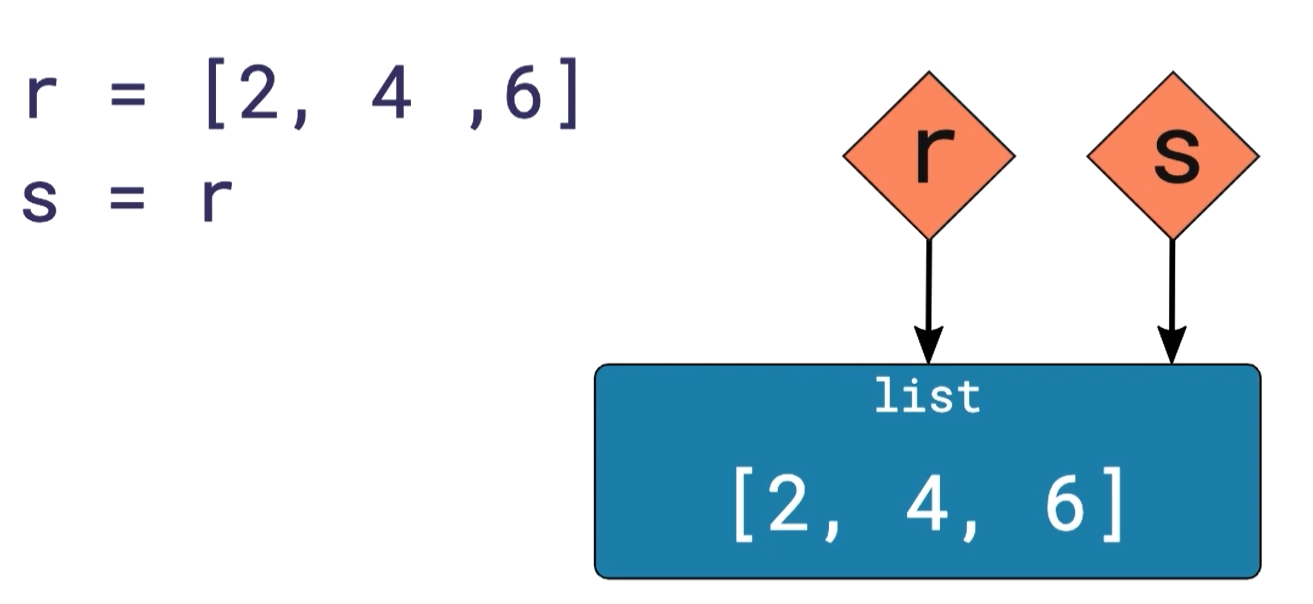 r = [2, 4 ,6]
s = r
r
s
list
[2, 4, 6]